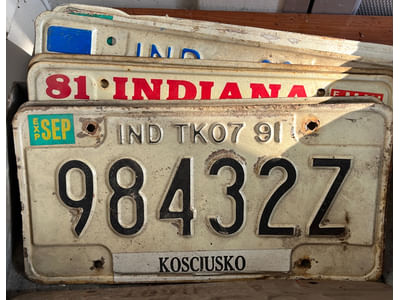 IND
81 INDIANA
EXP SEP
IND TK07 91
98432Z
KOSCIUSKO